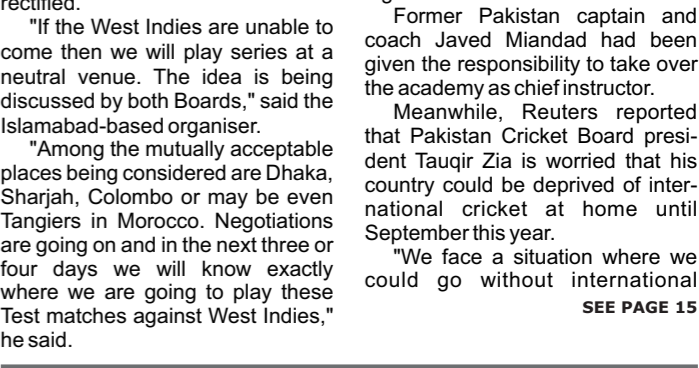 rectified.
"If the West Indies are unable to
come then we will play series at a
neutral venue. The idea is being
discussed by both Boards," said the
Islamabad-based organiser.
"Among the mutually acceptable
places being considered are Dhaka,
Sharjah, Colombo or may be even
Tangiers in Morocco. Negotiations
are going on and in the next three or
four days we will know exactly
where we are going to play these
Test matches against West Indies,"
he said.
Former Pakistan captain and
coach Javed Miandad had been
given the responsibility to take over
the academy as chief instructor.
Meanwhile, Reuters reported
that Pakistan Cricket Board presi-
dent Tauqir Zia is worried that his
country could be deprived of inter-
national cricket at home until
September this year.
"We face a situation where we
could go without international
SEE PAGE 15